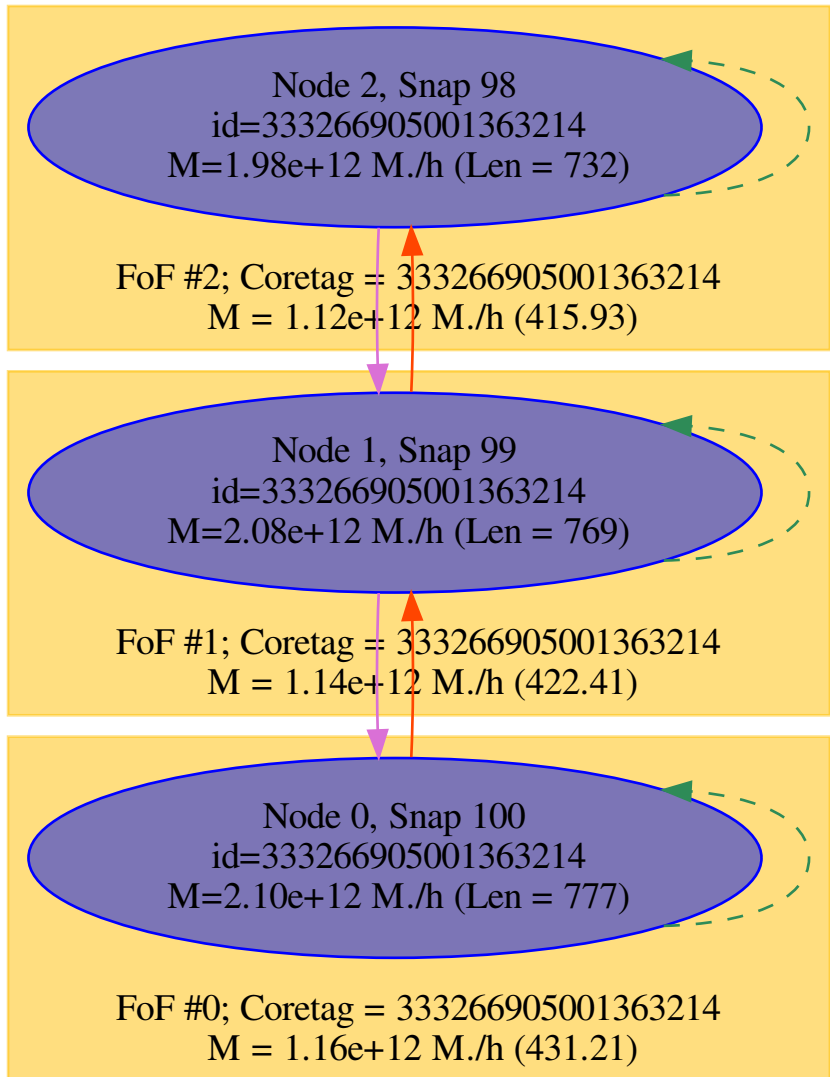 Node 2, Snap 98
id=333266905001363214
M=1.98e+12 M./h (Len = 732)
FoF #2; Coretag = 333266905001363214
M = 1.12e+12 M./h (415.93)
Node 1, Snap 99
id=333266905001363214
M=2.08e+12 M./h (Len = 769)
FoF #1; Coretag = 333266905001363214
M = 1.14e+12 M./h (422.41)
Node 0, Snap 100
id=333266905001363214
M=2.10e+12 M./h (Len = 777)
FoF #0; Coretag = 333266905001363214
M = 1.16e+12 M./h (431.21)